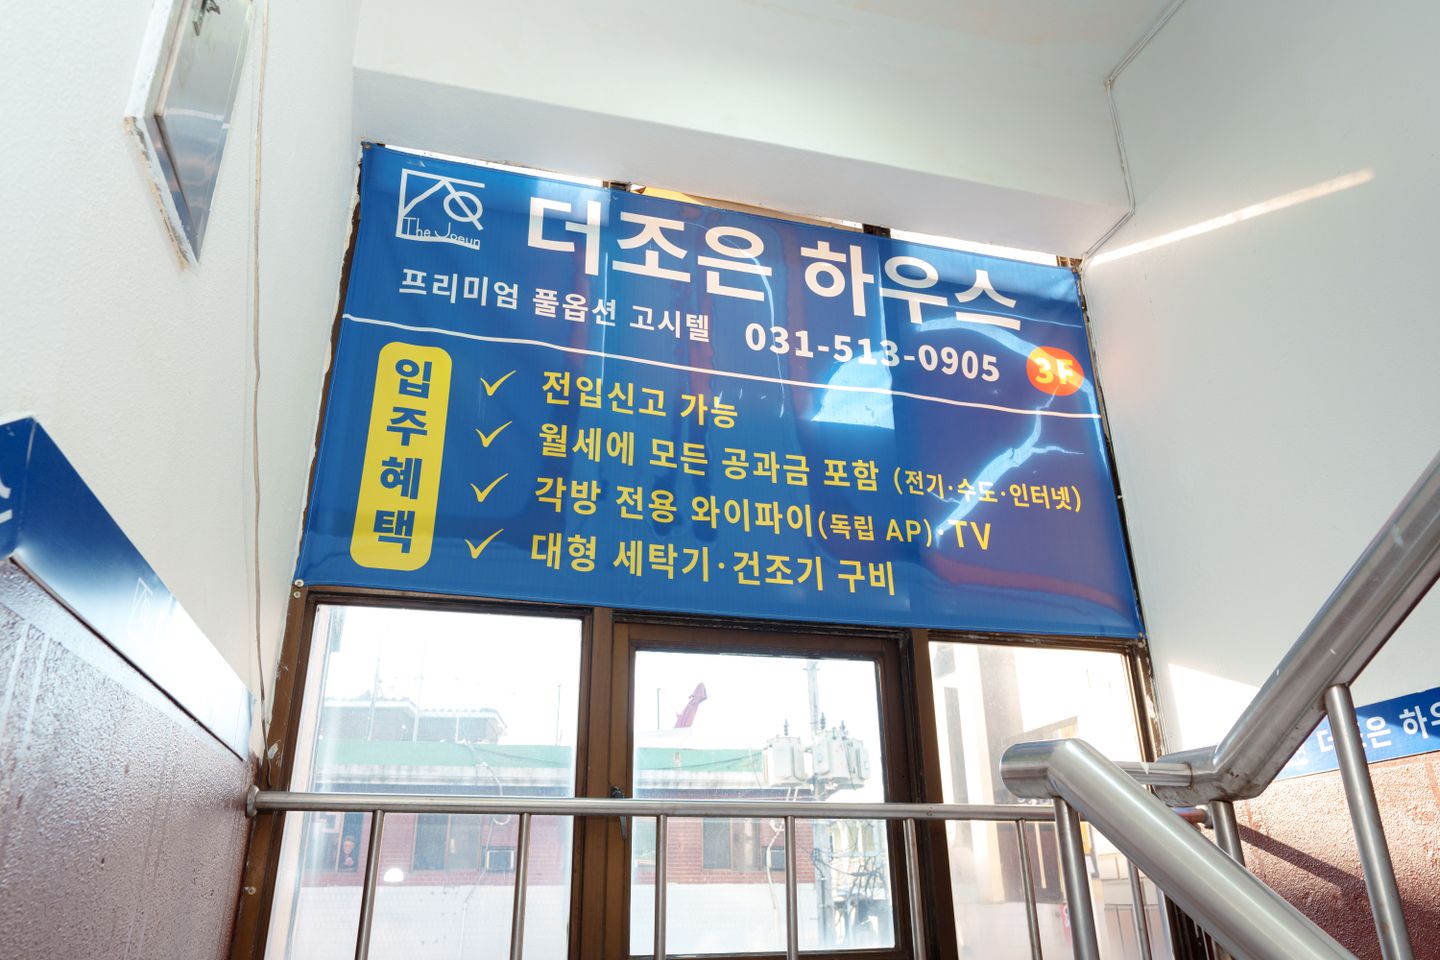 The Joeun
더조은 하우스
프리미엄 풀옵션 고시텔
031-513-0905
3F
입주혜택
✓ 전입신고 가능
✓ 월세에 모든 공과금 포함 (전기·수도·인터넷)
✓ 각방 전용 와이파이(독립 AP)·TV
✓ 대형 세탁기·건조기 구비
더조은 하우